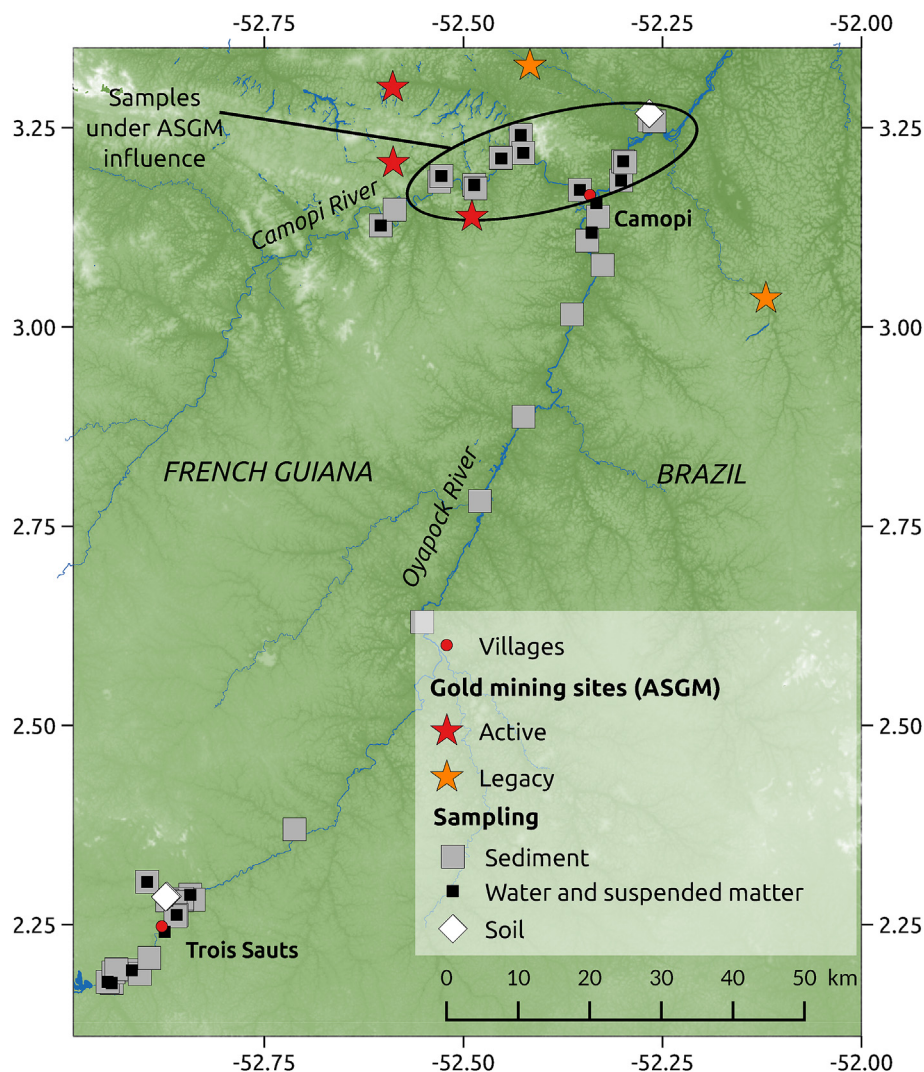 -52.75 -52.50 -52.25 -52.00
Samples
under ASGM
influence
3.25 3.25
Camopi River
Camopi
3.00 3.00
FRENCH GUIANA BRAZIL
2.75 2.75
Oyapock River
Villages
Gold mining sites (ASGM)
Active
2.50 2.50
Legacy
Sampling
Sediment
Water and suspended matter
Soil
2.25 2.25
Trois Sauts
0 10 20 30 40 50 km
-52.75 -52.50 -52.25 -52.00